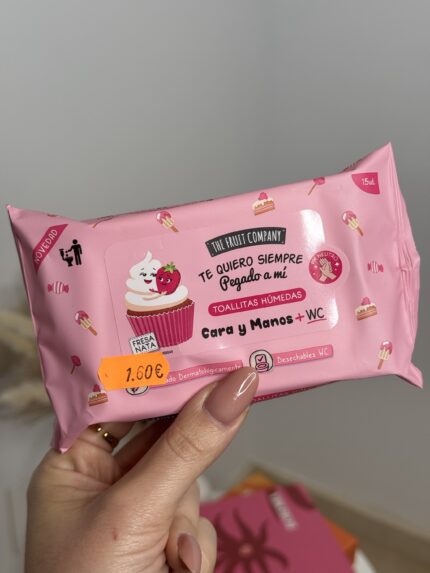 NOVEDAD
15ud.
THE FRUIT COMPANY
TE QUIERO SIEMPRE
Pegado a mí
TOALLITAS HÚMEDAS
Cara y Manos + WC
FRESA
NATA
1.60€
Dermatológicamente
Desechables WC